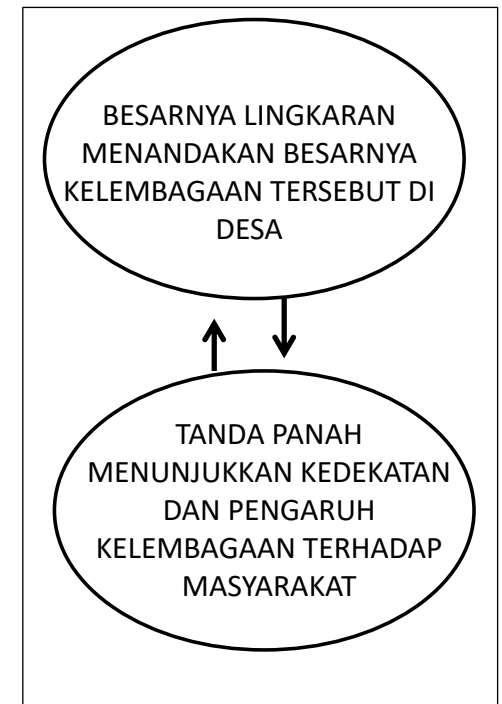 BESARNYA LINGKARAN
MENANDAKAN BESARNYA
KELEMBAGAAN TERSEBUT DI
DESA
TANDA PANAH
MENUNJUKKAN KEDEKATAN
DAN PENGARUH
KELEMBAGAAN TERHADAP
MASYARAKAT